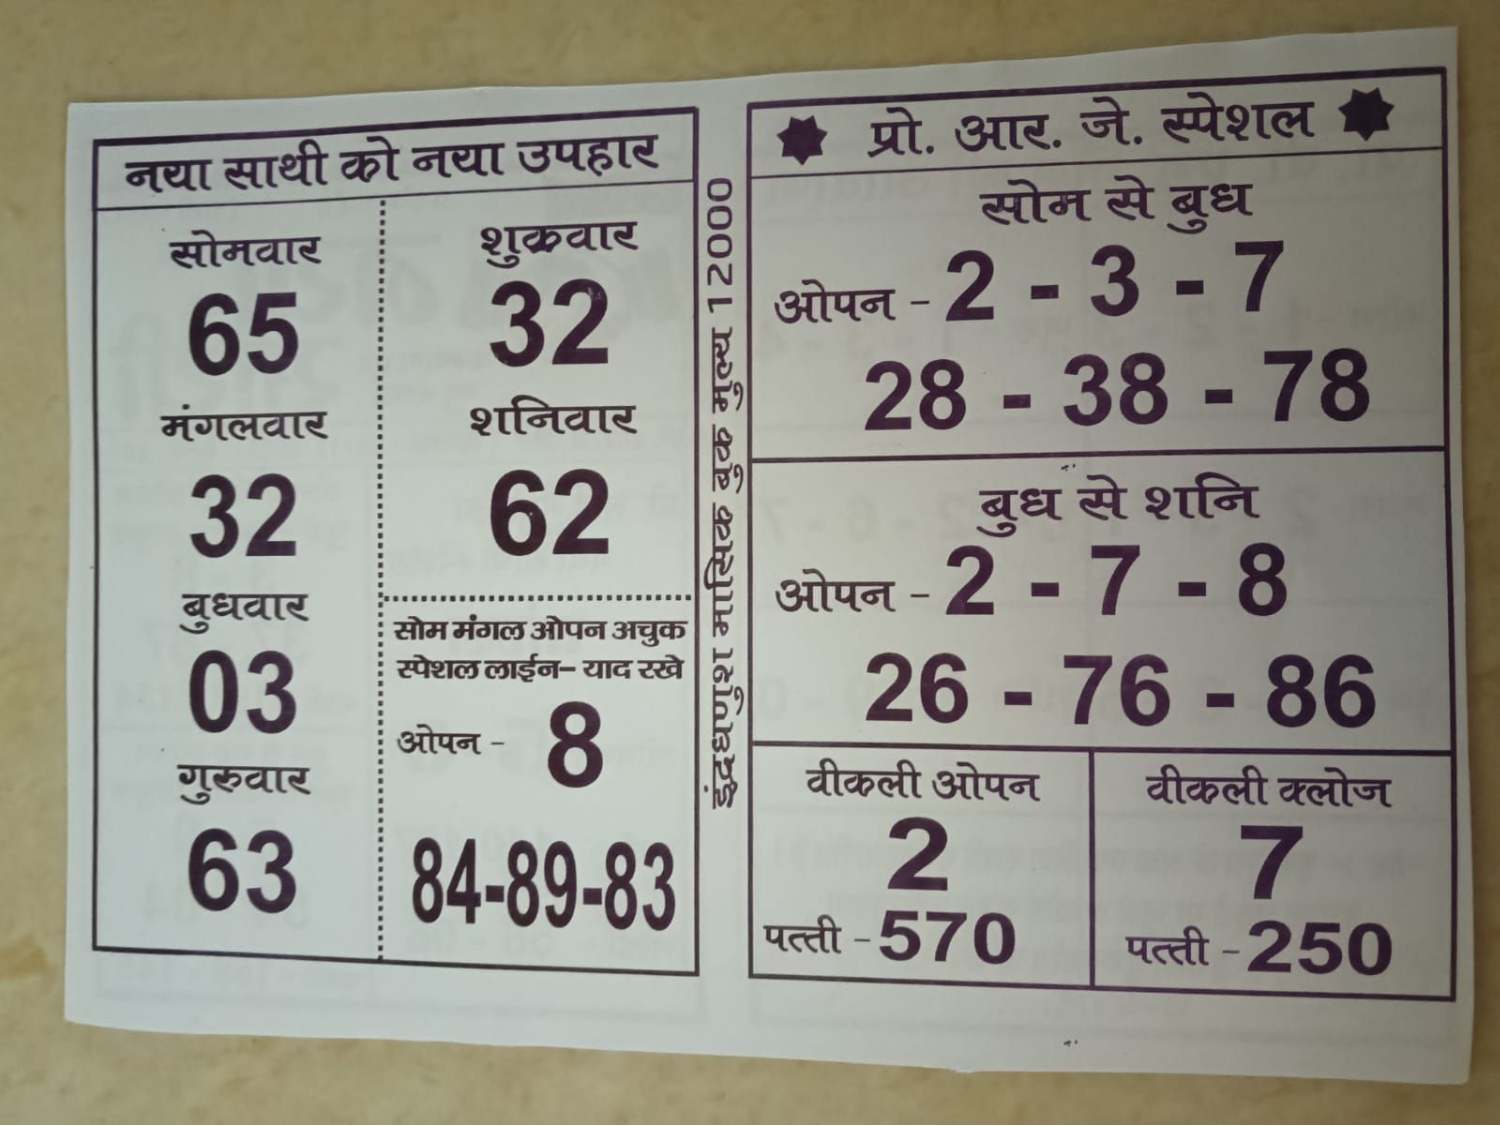 नया साथी को नया उपहार
सोमवार
65
मंगलवार
32
बुधवार
03
गुरुवार
63
शुक्रवार
32
शनिवार
62
सोम मंगल ओपन अचुक
स्पेशल लाईन– याद रखे
ओपन – 8
84-89-83
इंद्रधणुश मासिक बुक मुल्य 12000
प्रो. आर. जे. स्पेशल
सोम से बुध
ओपन – 2 - 3 - 7
28 - 38 - 78
बुध से शनि
ओपन – 2 - 7 - 8
26 - 76 - 86
वीकली ओपन
2
पत्ती – 570
वीकली क्लोज
7
पत्ती – 250